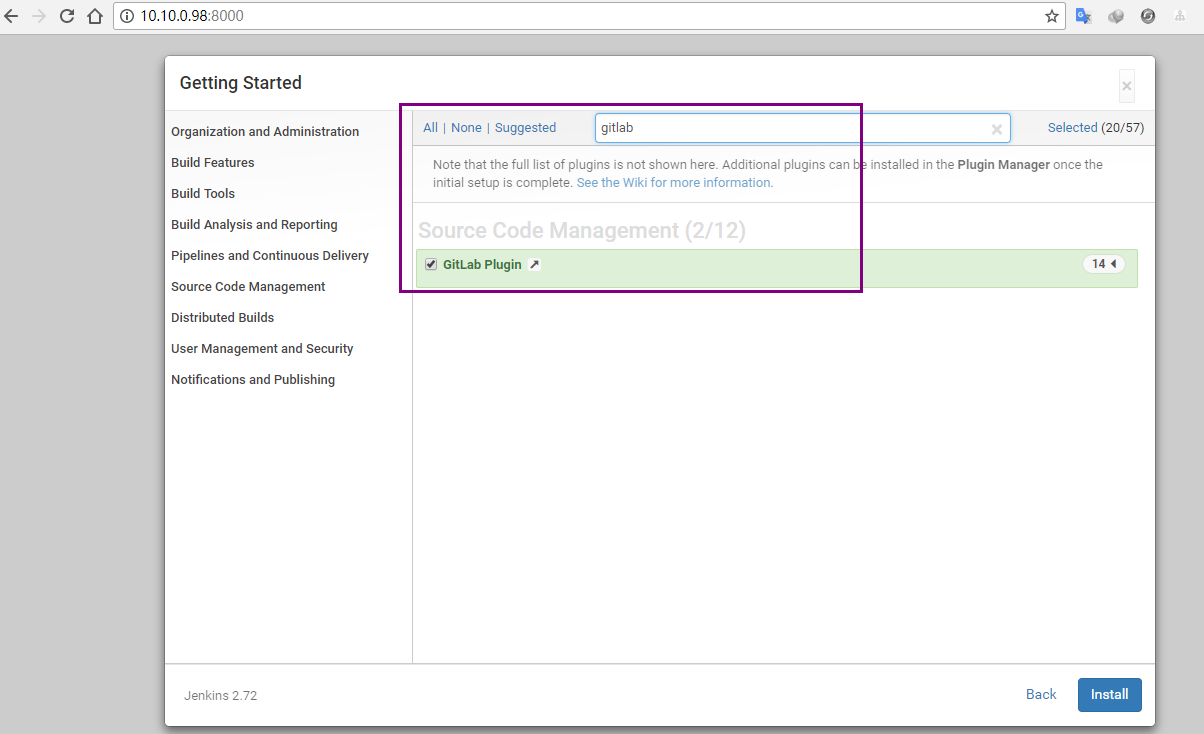 10.10.0.98:8000
Getting Started
×
Organization and Administration
Build Features
Build Tools
Build Analysis and Reporting
Pipelines and Continuous Delivery
Source Code Management
Distributed Builds
User Management and Security
Notifications and Publishing
All | None | Suggested
gitlab
×
Selected (20/57)
Note that the full list of plugins is not shown here. Additional plugins can be installed in the Plugin Manager once the
initial setup is complete. See the Wiki for more information.
Source Code Management (2/12)
GitLab Plugin
14
Jenkins 2.72
Back
Install